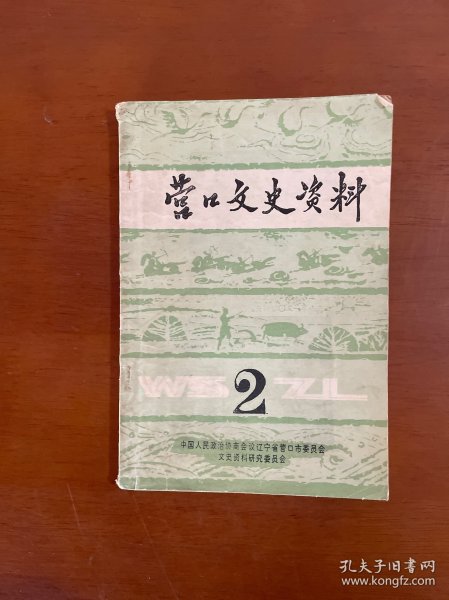 营口文史资料
WS 2 ZL
中国人民政治协商会议辽宁省营口市委员会
文史资料研究委员会
孔夫子旧书网
www.kongfz.com